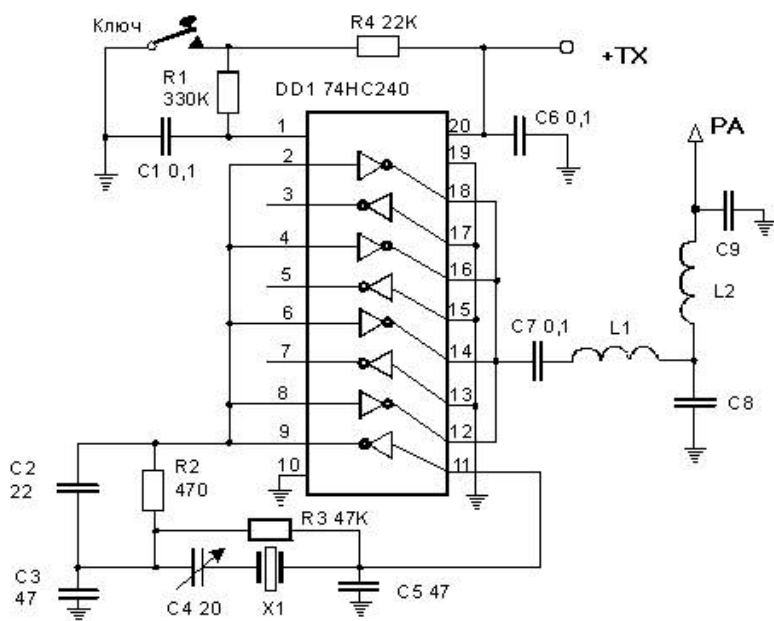 Ключ
R4 22K
+TX
R1
330K
DD1 74HC240
C1 0,1
C6 0,1
PA
1
2
3
4
5
6
7
8
9
10
20
19
18
17
16
15
14
13
12
11
C9
L2
C7 0,1
L1
C8
C2
22
R2
470
R3 47K
C3
47
C4 20
X1
C5 47